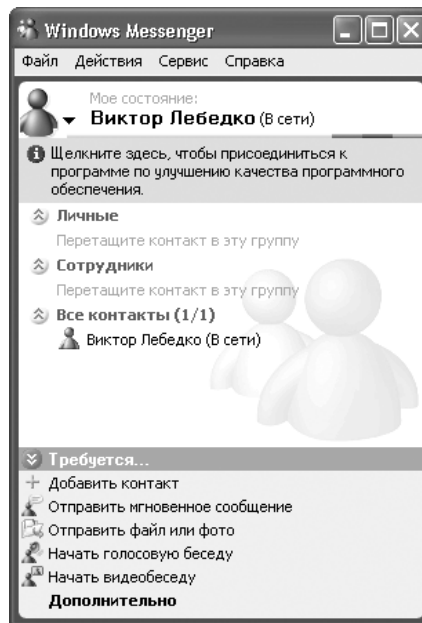 Windows Messenger
Файл Действия Сервис Справка
Мое состояние:
Виктор Лебедко (В сети)
Щелкните здесь, чтобы присоединиться к
программе по улучшению качества программного
обеспечения.
Личные
Перетащите контакт в эту группу
Сотрудники
Перетащите контакт в эту группу
Все контакты (1/1)
Виктор Лебедко (В сети)
Требуется...
Добавить контакт
Отправить мгновенное сообщение
Отправить файл или фото
Начать голосовую беседу
Начать видеобеседу
Дополнительно